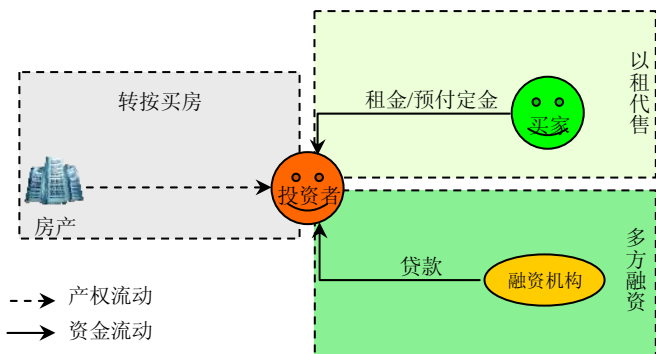 以租代售
转按买房
租金/预付定金
买家
投资者
房产
多方融资
贷款
融资机构
产权流动
资金流动